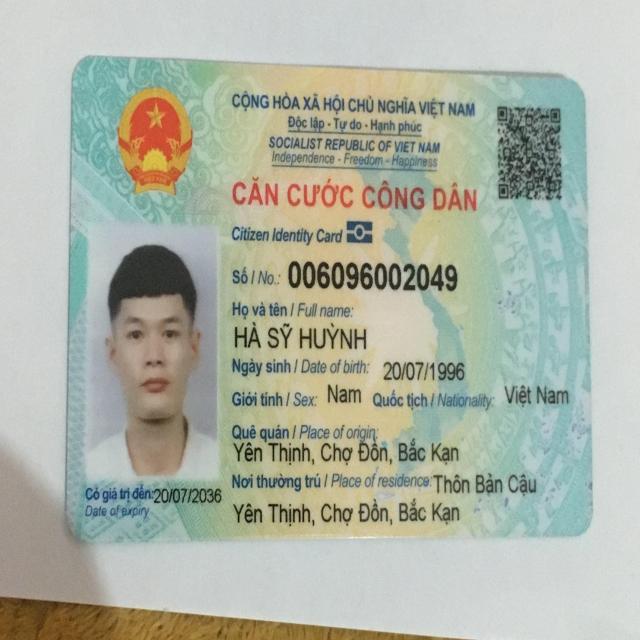 CỘNG HÒA XÃ HỘI CHỦ NGHĨA VIỆT NAM
Độc lập - Tự do - Hạnh phúc
SOCIALIST REPUBLIC OF VIET NAM
Independence - Freedom - Happiness
CĂN CƯỚC CÔNG DÂN
Citizen Identity Card
Số / No.: 006096002049
Họ và tên / Full name:
HÀ SỸ HUỲNH
Ngày sinh / Date of birth: 20/07/1996
Giới tính / Sex: Nam Quốc tịch / Nationality: Việt Nam
Quê quán / Place of origin:
Yên Thịnh, Chợ Đồn, Bắc Kạn
Nơi thường trú / Place of residence: Thôn Bản Cậu
Yên Thịnh, Chợ Đồn, Bắc Kạn
Có giá trị đến: 20/07/2036
Date of expiry